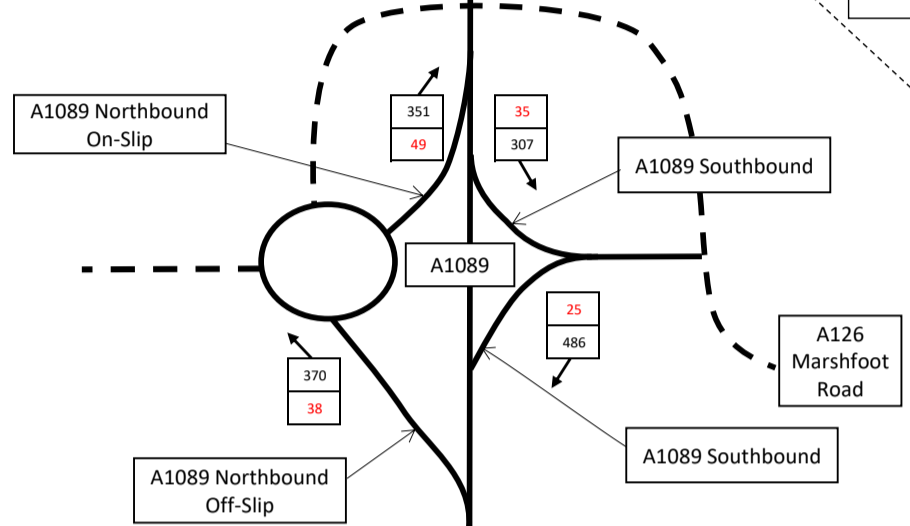 351
49
35
307
A1089 Northbound
On-Slip
A1089 Southbound
A1089
25
486
370
38
A126
Marshfoot
Road
A1089 Southbound
A1089 Northbound
Off-Slip